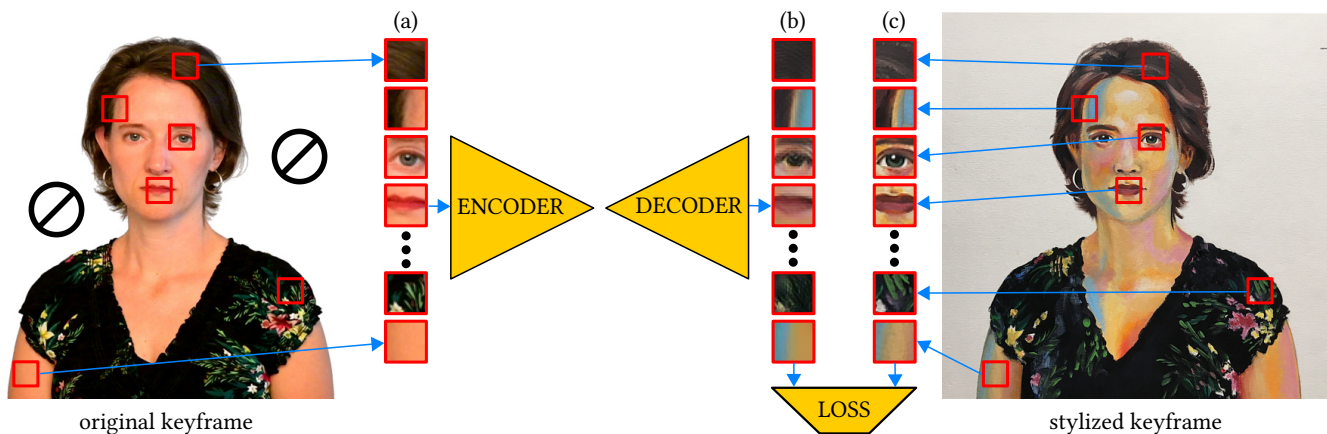 (a)
(b)
(c)
ENCODER
DECODER
LOSS
original keyframe
stylized keyframe